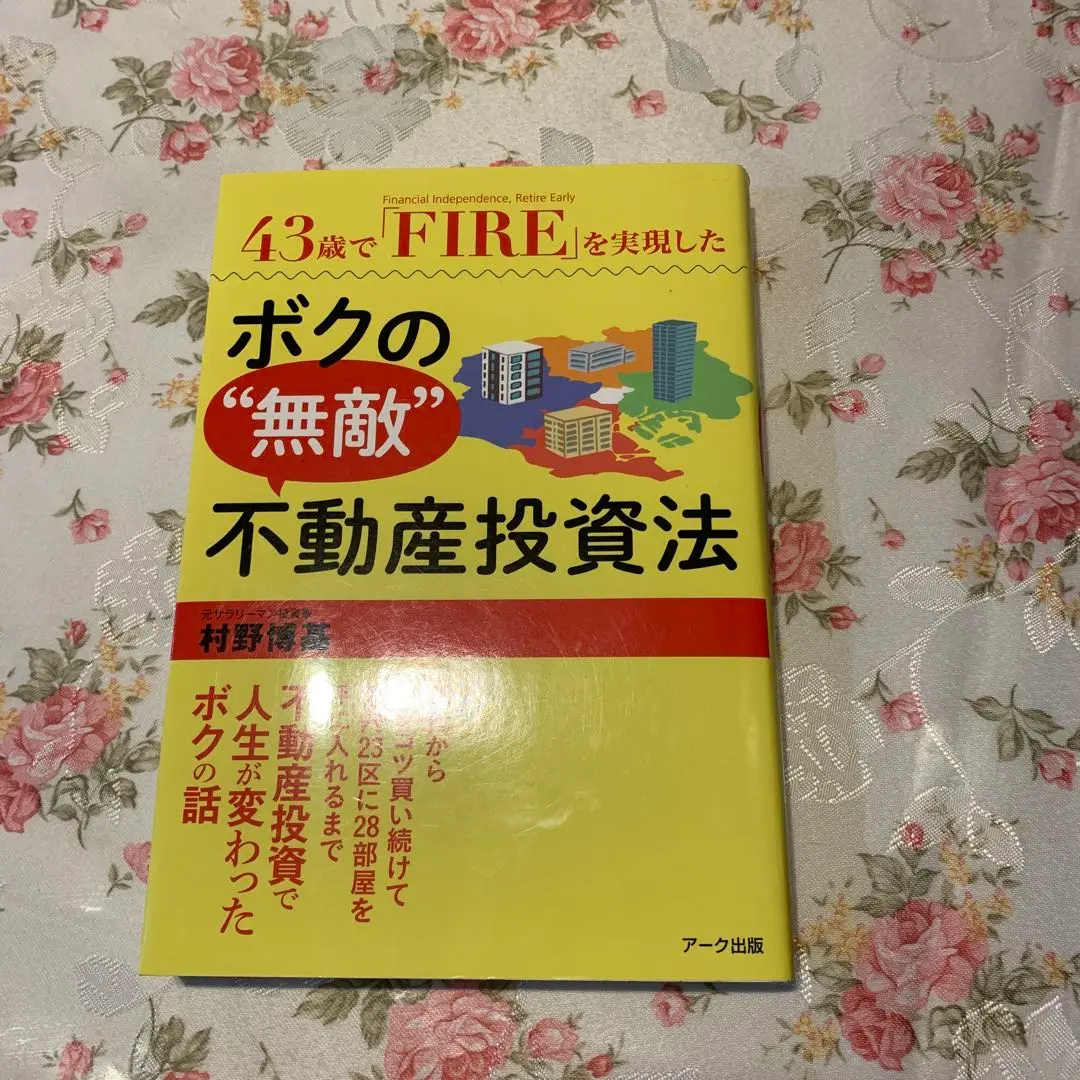 Financial Independence, Retire Early
43歳で「FIRE」を実現した
ボクの
“無敵”
不動産投資法
元サラリーマン投資家
村野博基
から
コツ買い続けて
23区に28部屋を
入れるまで
不動産投資で
人生が変わった
ボクの話
アーク出版